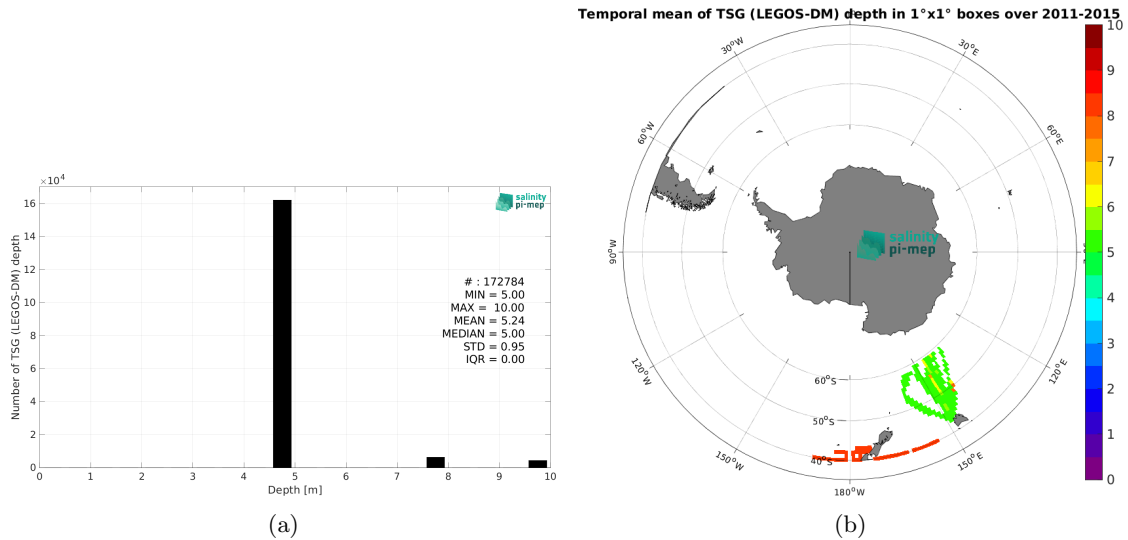 Temporal mean of TSG (LEGOS-DM) depth in 1°x1° boxes over 2011-2015
×10⁴
16
14
12
10
8
6
4
2
0
Number of TSG (LEGOS-DM) depth
0 1 2 3 4 5 6 7 8 9 10
Depth [m]
salinity
pi-mep
# : 172784
MIN = 5.00
MAX = 10.00
MEAN = 5.24
MEDIAN = 5.00
STD = 0.95
IQR = 0.00
(a)
30°W
30°E
60°W
60°E
90°W
salinity
pi-mep
120°W
120°E
60°S
50°S
40°S
150°W
150°E
180°W
10
9
8
7
6
5
4
3
2
1
0
(b)